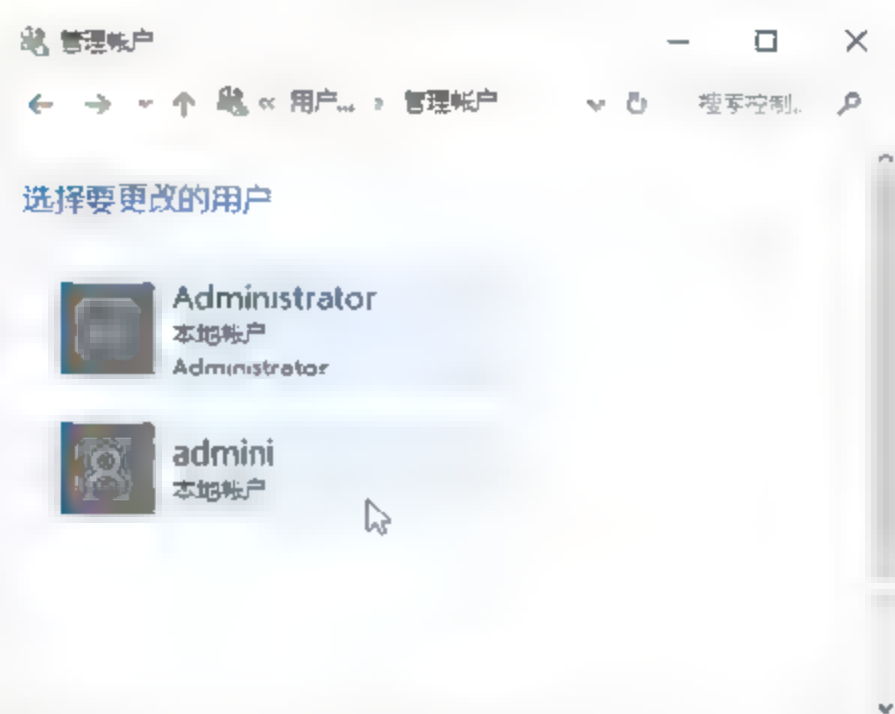 管理帐户
« 用户... › 管理帐户 搜索控制..
选择要更改的用户
Administrator
本地帐户
Administrator
admini
本地帐户